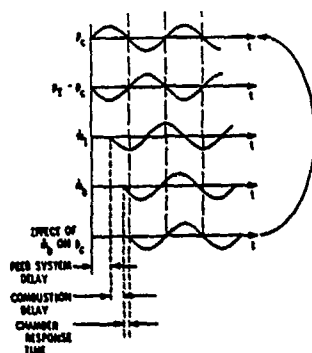 P_c
t
P_T - P_c
t
ṁ_i
t
ṁ_b
t
EFFECT OF
ṁ_b ON P_c
t
FEED SYSTEM
DELAY
COMBUSTION
DELAY
CHAMBER
RESPONSE
TIME